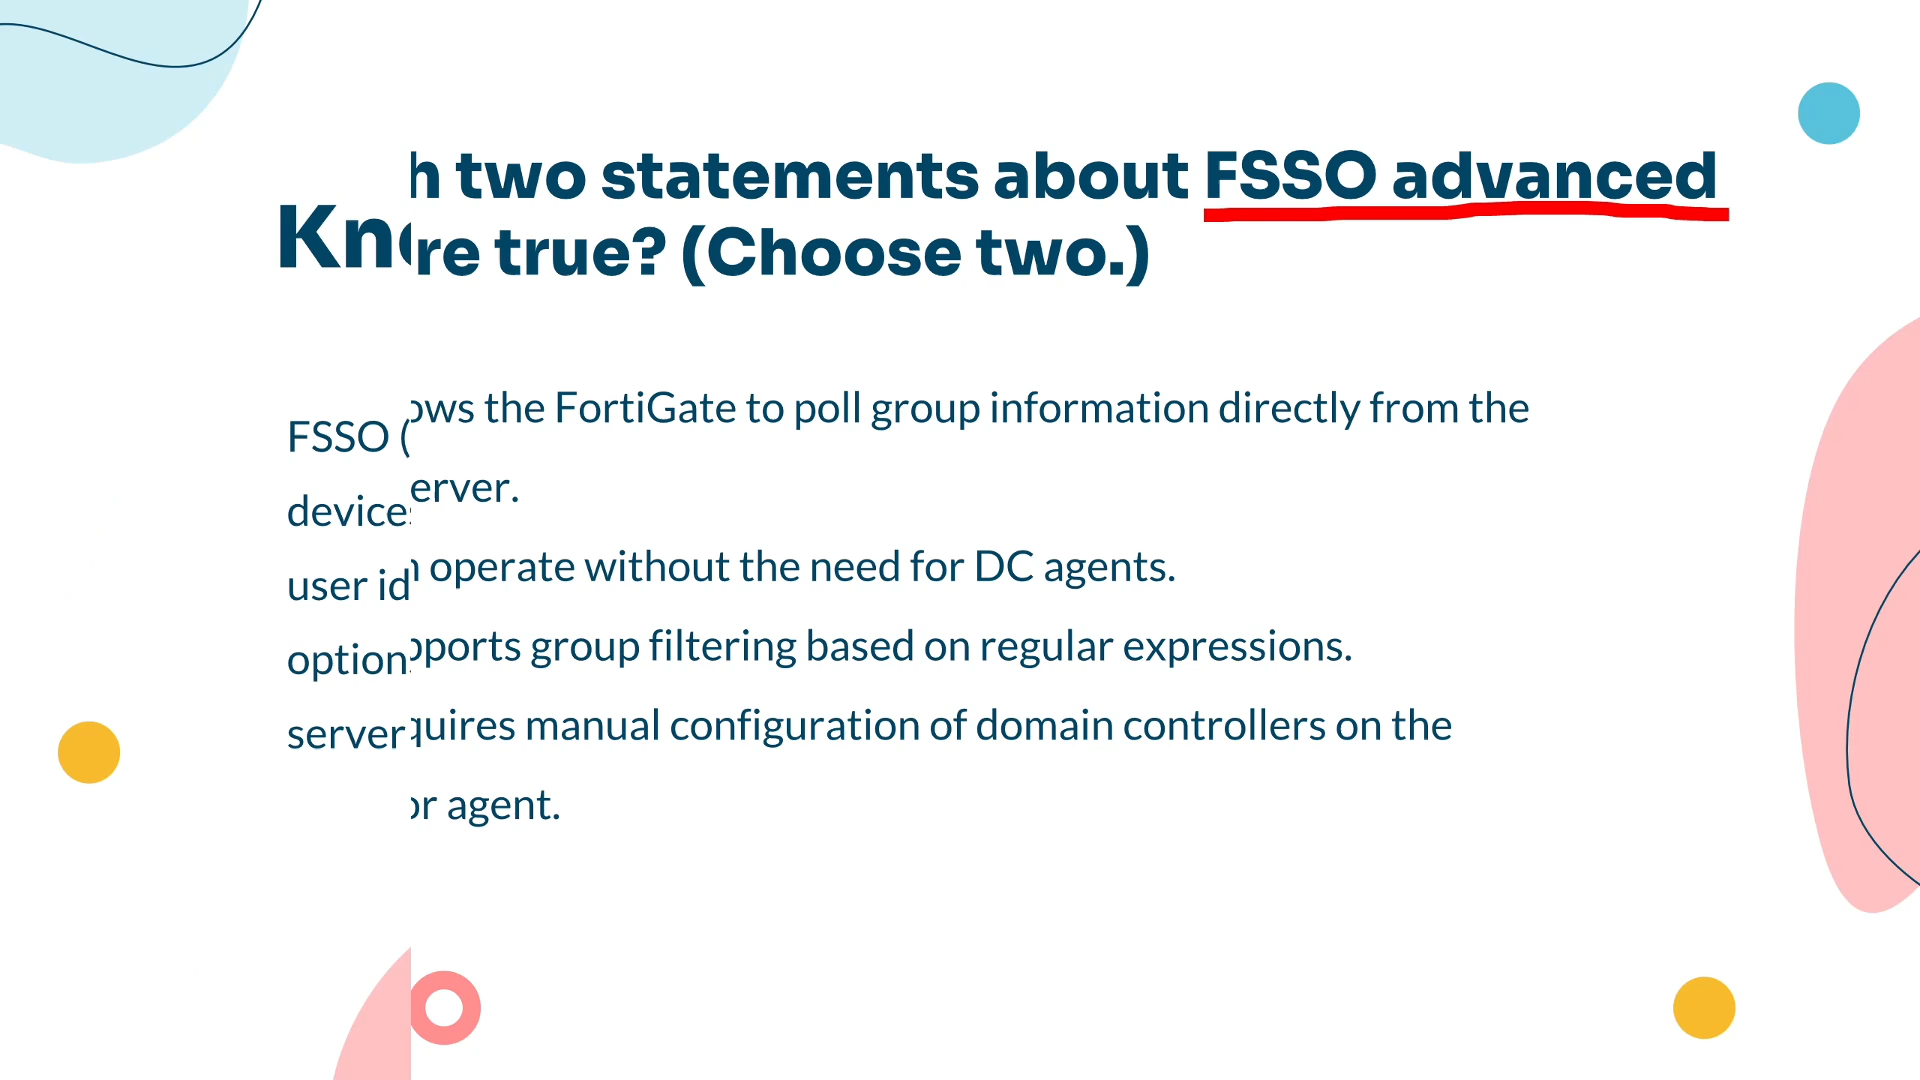 h two statements about FSSO advanced
Kn
re true? (Choose two.)
ows the FortiGate to poll group information directly from the
FSSO (
erver.
device
operate without the need for DC agents.
user id
pports group filtering based on regular expressions.
option
quires manual configuration of domain controllers on the
server
or agent.